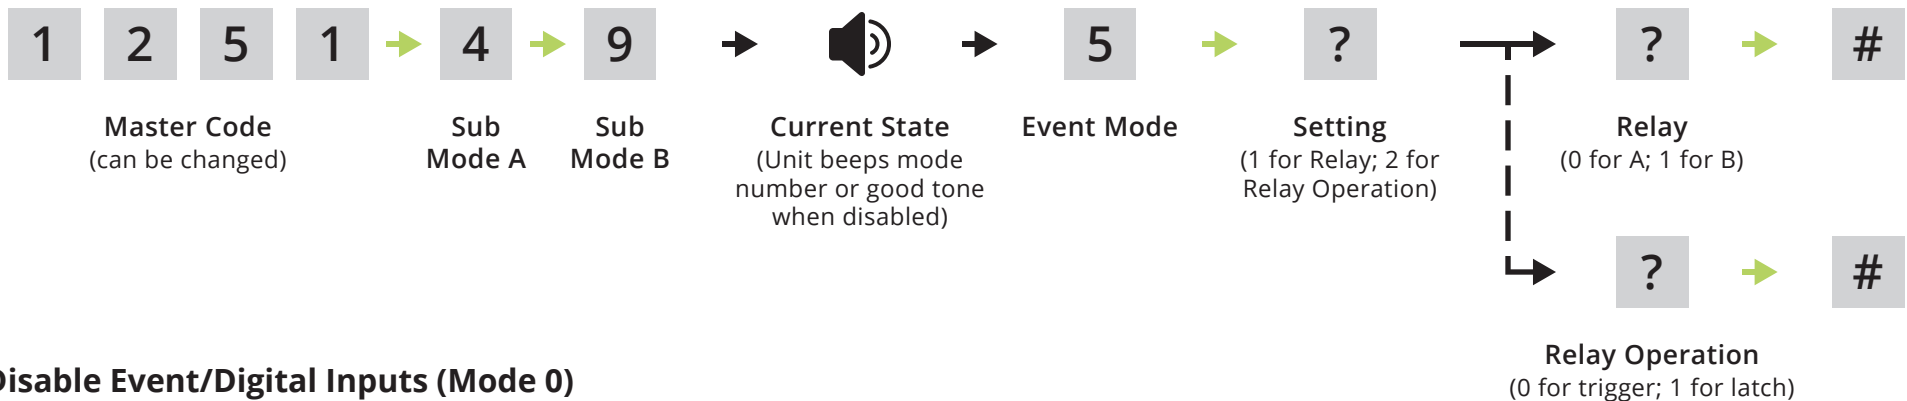 1 2 5 1 4 9 5 ? ? #
Master Code
(can be changed)
Sub
Mode A
Sub
Mode B
Current State
(Unit beeps mode
number or good tone
when disabled)
Event Mode
Setting
(1 for Relay; 2 for
Relay Operation)
Relay
(0 for A; 1 for B)
? #
Relay Operation
(0 for trigger; 1 for latch)
Disable Event/Digital Inputs (Mode 0)